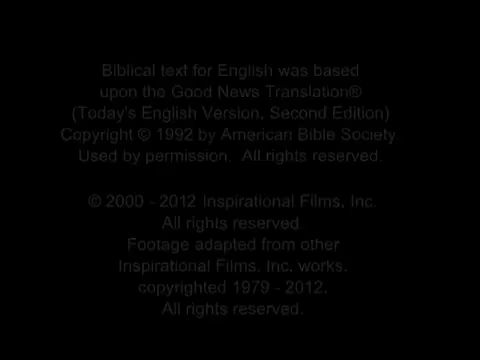 Biblical text for English was based
upon the Good News Translation®
(Today's English Version, Second Edition)
Copyright © 1992 by American Bible Society.
Used by permission. All rights reserved.
© 2000 - 2012 Inspirational Films, Inc.
All rights reserved.
Footage adapted from other
Inspirational Films, Inc. works,
copyrighted 1979 - 2012.
All rights reserved.